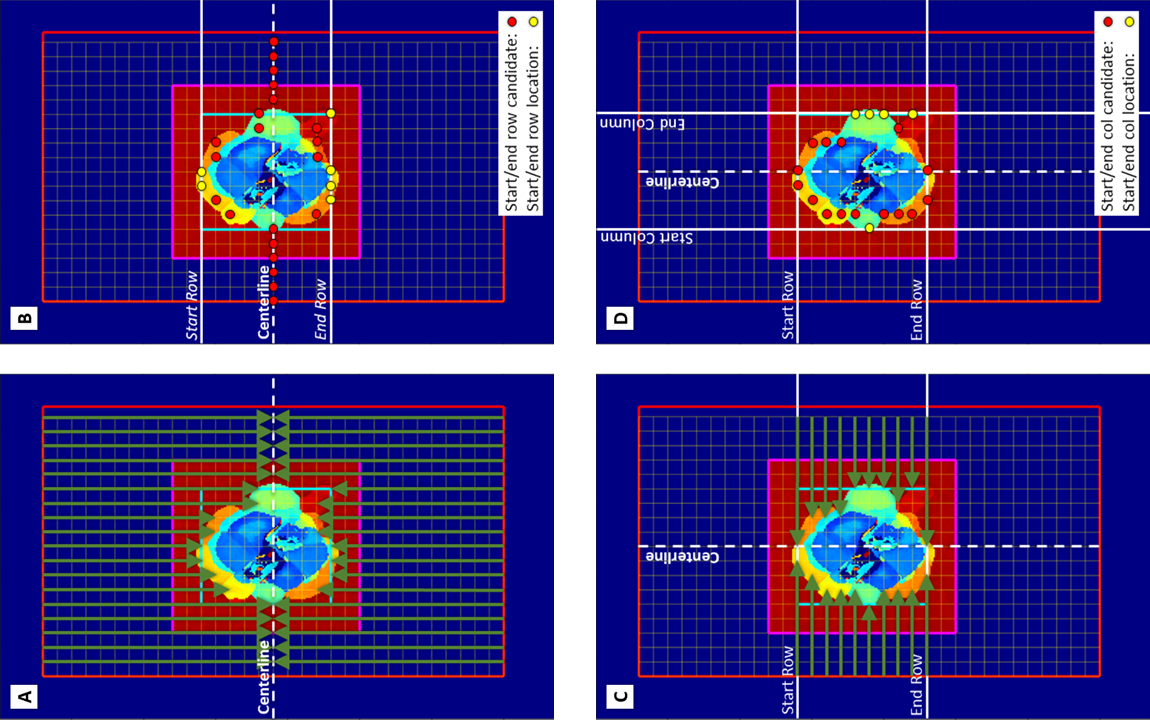 A
Centerline
B
Start Row
Centerline
End Row
Start/end row candidate:
Start/end row location:
C
Start Row
End Row
Centerline
D
Start Row
End Row
Start Column
Centerline
End Column
Start/end col candidate:
Start/end col location: